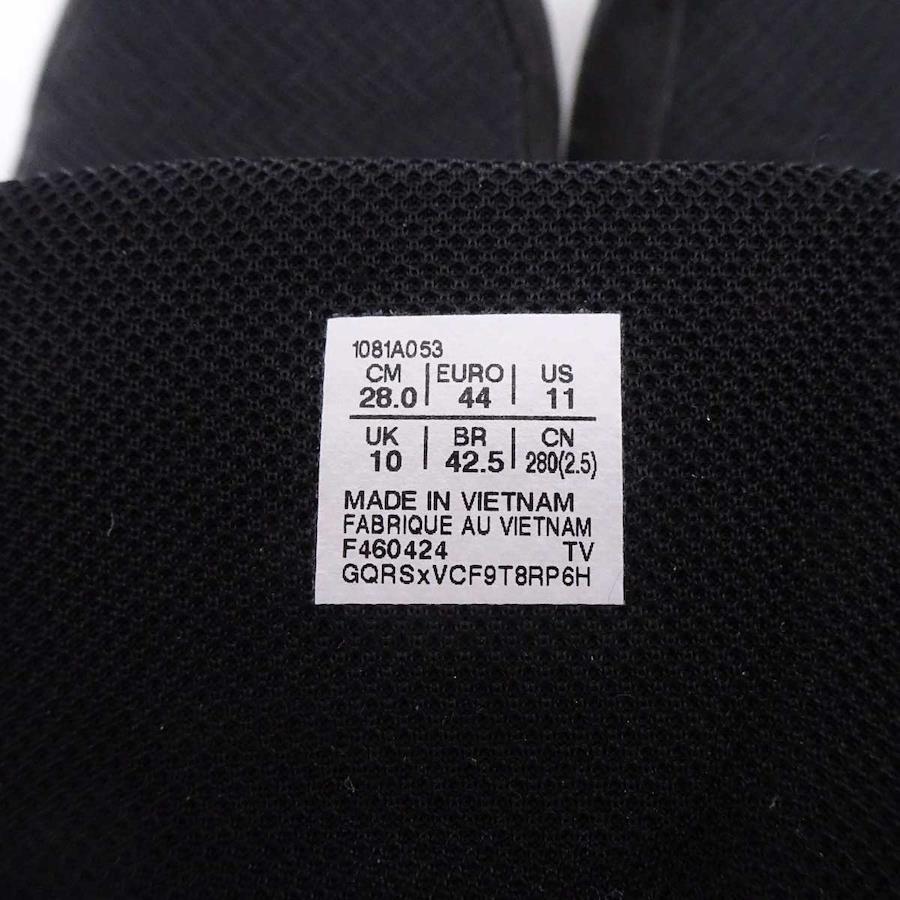 1081A053
CM | EURO | US
28.0 | 44 | 11
UK | BR | CN
10 | 42.5 | 280(2.5)
MADE IN VIETNAM
FABRIQUE AU VIETNAM
F460424 TV
GQRSxVCF9T8RP6H